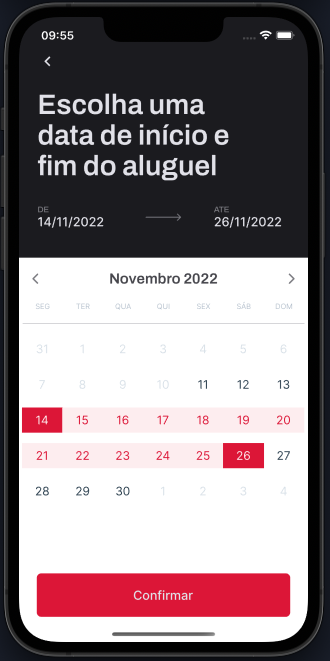 09:55
Escolha uma
data de início e
fim do aluguel
DE ATE
14/11/2022 26/11/2022
Novembro 2022
SEG TER QUA QUI SEX SÁB DOM
31 1 2 3 4 5 6
7 8 9 10 11 12 13
14 15 16 17 18 19 20
21 22 23 24 25 26 27
28 29 30 1 2 3 4
Confirmar